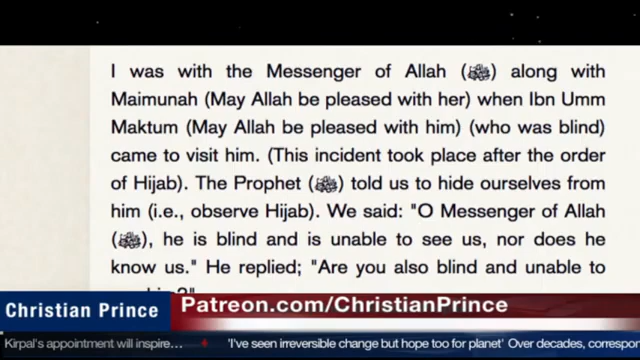 I was with the Messenger of Allah (ﷺ) along with
Maimunah (May Allah be pleased with her) when Ibn Umm
Maktum (May Allah be pleased with him) (who was blind)
came to visit him. (This incident took place after the order
of Hijab). The Prophet (ﷺ) told us to hide ourselves from
him (i.e., observe Hijab). We said: "O Messenger of Allah
(ﷺ), he is blind and is unable to see us, nor does he
know us." He replied; "Are you also blind and unable to
Christian Prince
Patreon.com/ChristianPrince
Kirpal's appointment will inspire... 'I've seen irreversible change but hope too for planet' Over decades, correspon